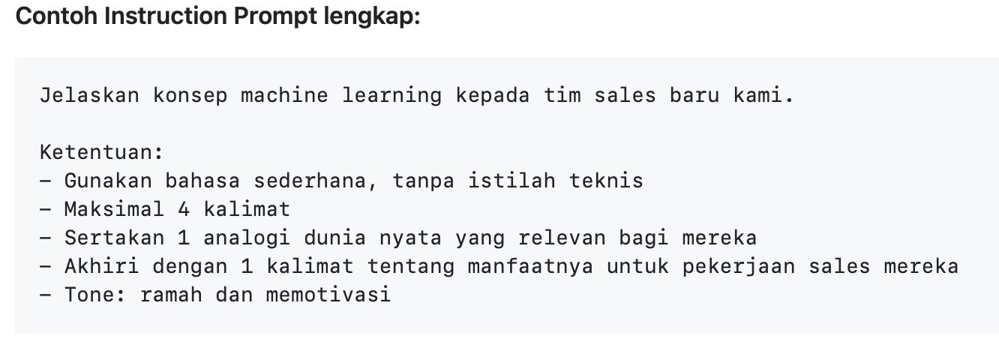 Contoh Instruction Prompt lengkap:
Jelaskan konsep machine learning kepada tim sales baru kami.
Ketentuan:
– Gunakan bahasa sederhana, tanpa istilah teknis
– Maksimal 4 kalimat
– Sertakan 1 analogi dunia nyata yang relevan bagi mereka
– Akhiri dengan 1 kalimat tentang manfaatnya untuk pekerjaan sales mereka
– Tone: ramah dan memotivasi